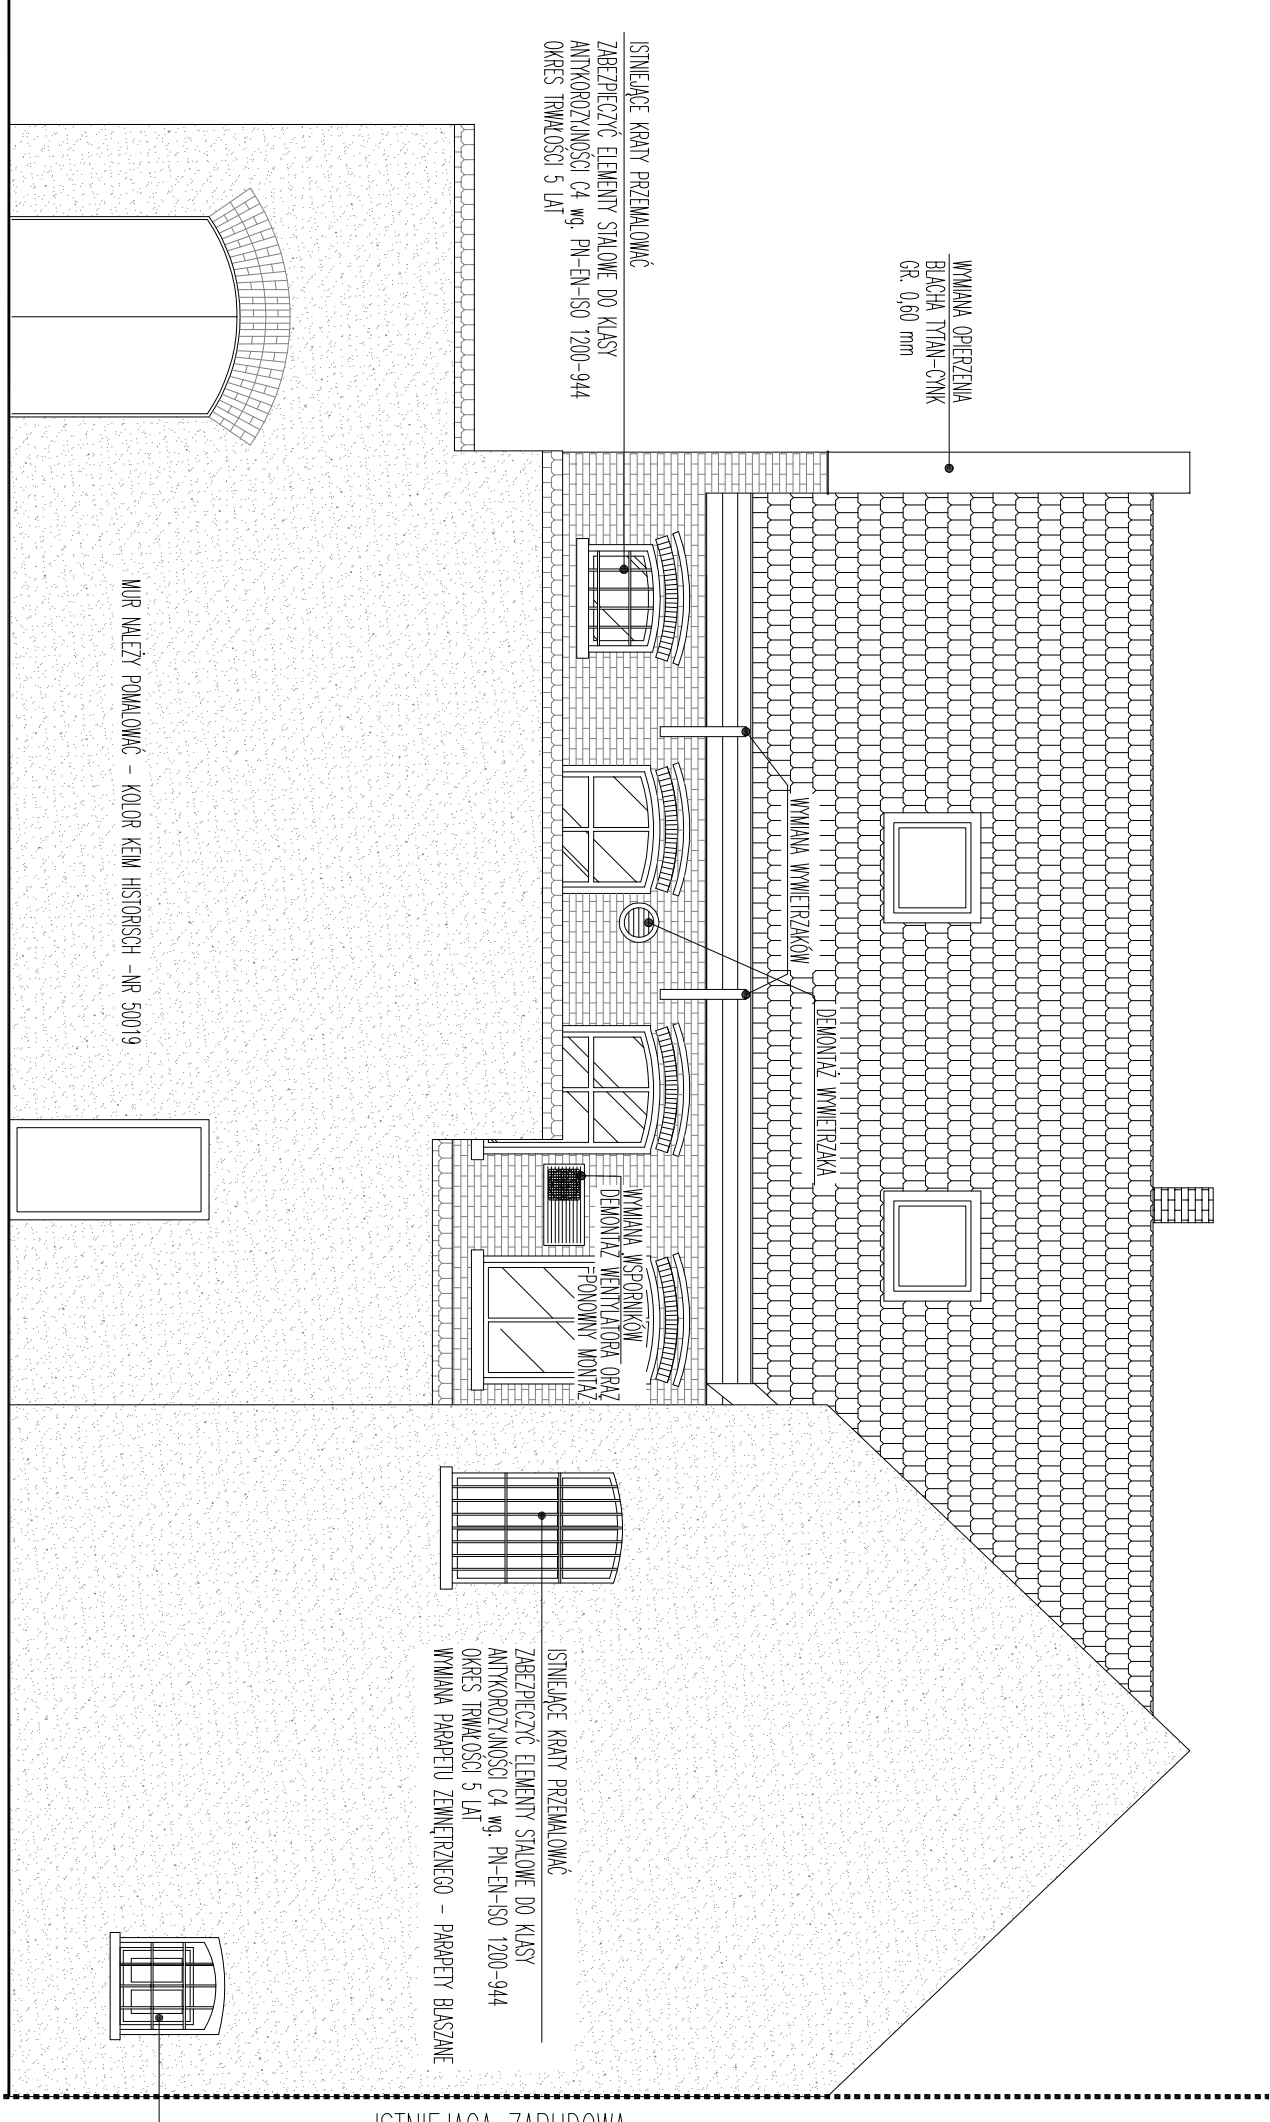 ISTNIEJĄCE KRATY PRZEMALOWAĆ
ZABEZPIECZYĆ ELEMENTY STALOWE DO KLASY
ANTYKOROZYJNOŚCI C4 wg. PN-EN-ISO 1200-944
OKRES TRWAŁOŚCI 5 LAT
WYMIANA OPIERZENIA
BLACHA TYTAN-CYNK
GR. 0,60 mm
WYMIANA WYWIETRZAKÓW
DEMONTAŻ WYWIETRZAKA
MUR NALEŻY POMALOWAĆ - KOLOR KEIM HISTORISCH -NR 50019
WYMIANA WSPORNIKÓW
DEMONTAŻ WENTYLATORA ORAZ
PONOWNY MONTAŻ
ISTNIEJĄCE KRATY PRZEMALOWAĆ
ZABEZPIECZYĆ ELEMENTY STALOWE DO KLASY
ANTYKOROZYJNOŚCI C4 wg. PN-EN-ISO 1200-944
OKRES TRWAŁOŚCI 5 LAT
WYMIANA PARAPETU ZEWNĘTRZNEGO - PARAPETY BLASZANE